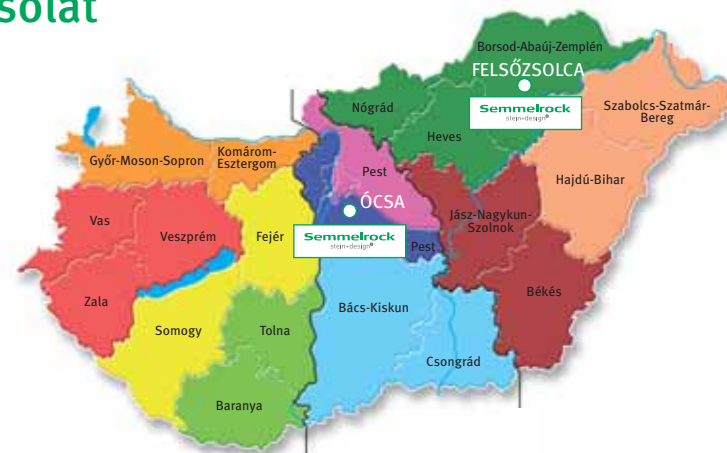 solat
Borsod-Abaúj-Zemplén
FELSŐZSOLCA
Semmelrock
stein+design®
Szabolcs-Szatmár-
Bereg
Nógrád
Heves
Hajdú-Bihar
Győr-Moson-Sopron
Komárom-
Esztergom
Pest
ÓCSA
Jász-Nagykun-
Szolnok
Vas
Veszprém
Fejér
Semmelrock
stein+design®
Pest
Zala
Békés
Somogy
Tolna
Bács-Kiskun
Csongrád
Baranya